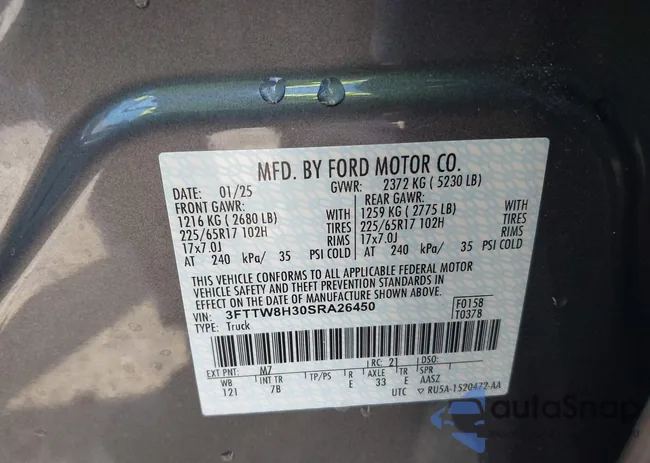 MFD. BY FORD MOTOR CO.
DATE: 01/25 GVWR: 2372 KG ( 5230 LB)
FRONT GAWR: REAR GAWR:
1216 KG ( 2680 LB) 1259 KG ( 2775 LB) WITH
225/65R17 102H TIRES 225/65R17 102H TIRES
17x7.0J RIMS 17x7.0J RIMS
AT 240 kPa/ 35 PSI COLD AT 240 kPa/ 35 PSI COLD
THIS VEHICLE CONFORMS TO ALL APPLICABLE FEDERAL MOTOR
VEHICLE SAFETY AND THEFT PREVENTION STANDARDS IN
EFFECT ON THE DATE OF MANUFACTURE SHOWN ABOVE.
VIN: 3FTTW8H30SRA26450 F0158
TYPE: Truck T0378
EXT PNT: M7 RC: 21 DSO:
WB INT TR TP/PS R AXLE TR SPR
121 7B E 33 E AASZ
UTC RU5A-1520472-AA
autoSnap